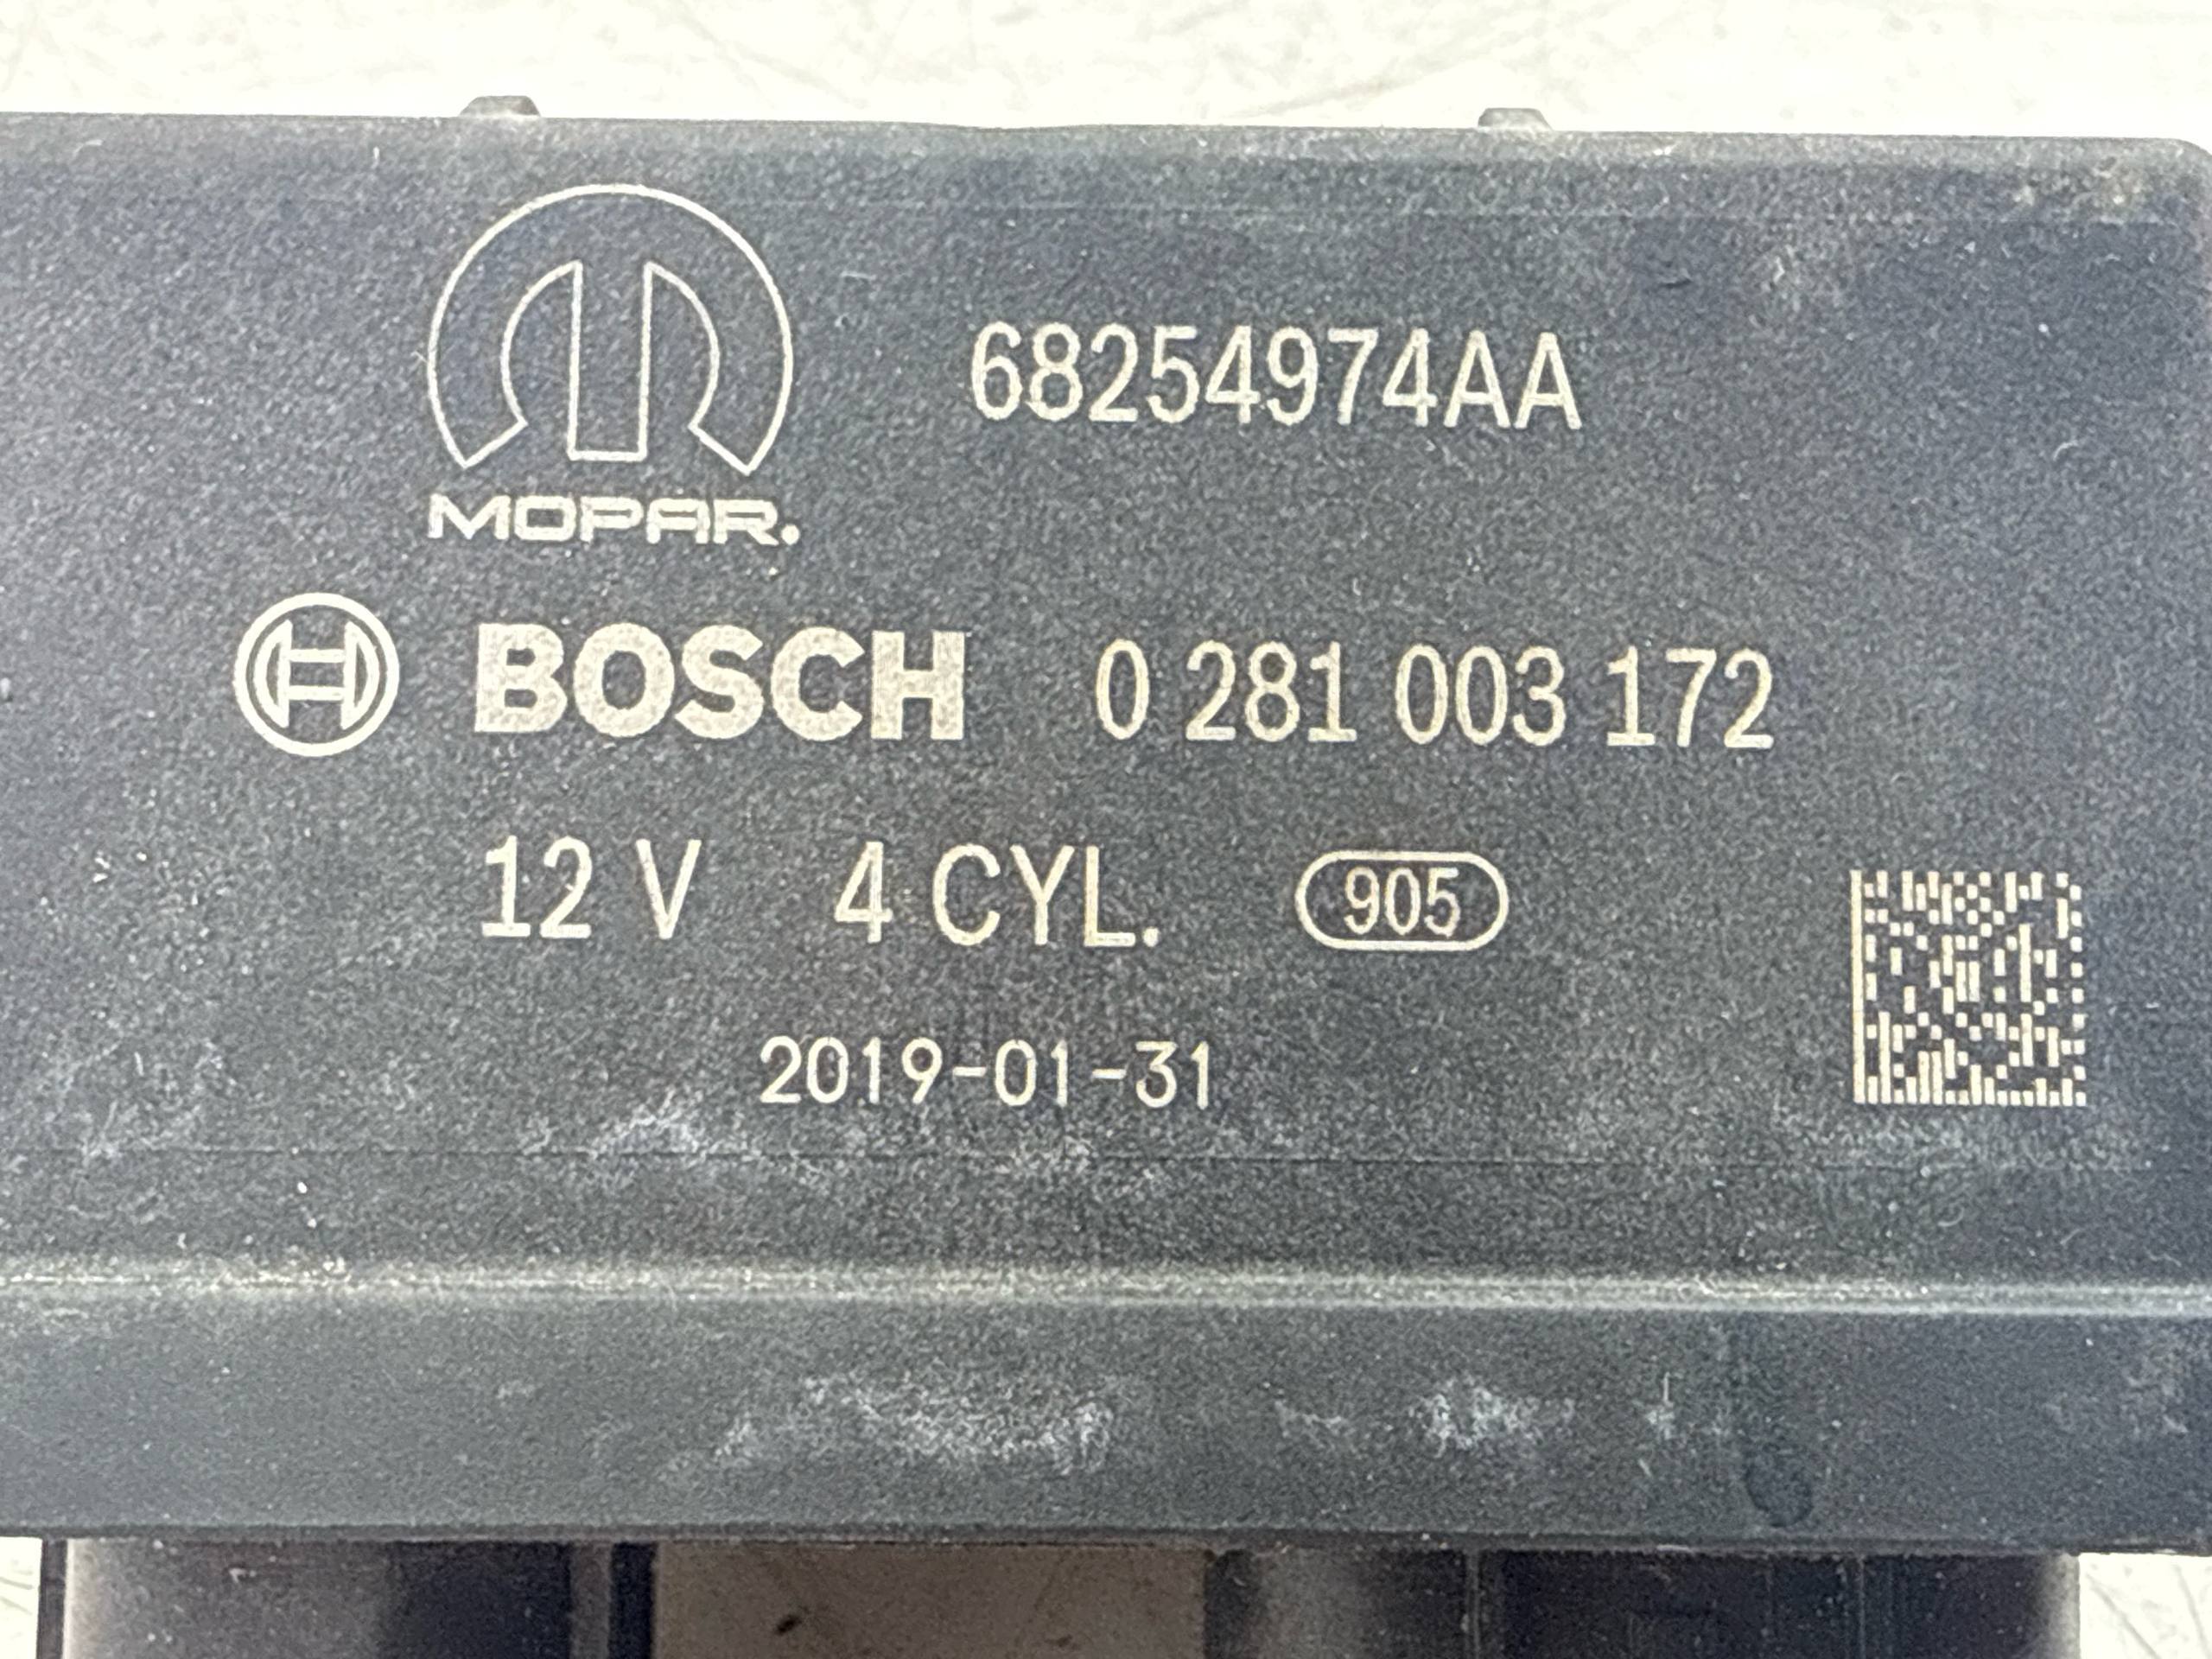 68254974AA
MOPAR.
BOSCH 0 281 003 172
12 V 4 CYL. 905
2019-01-31